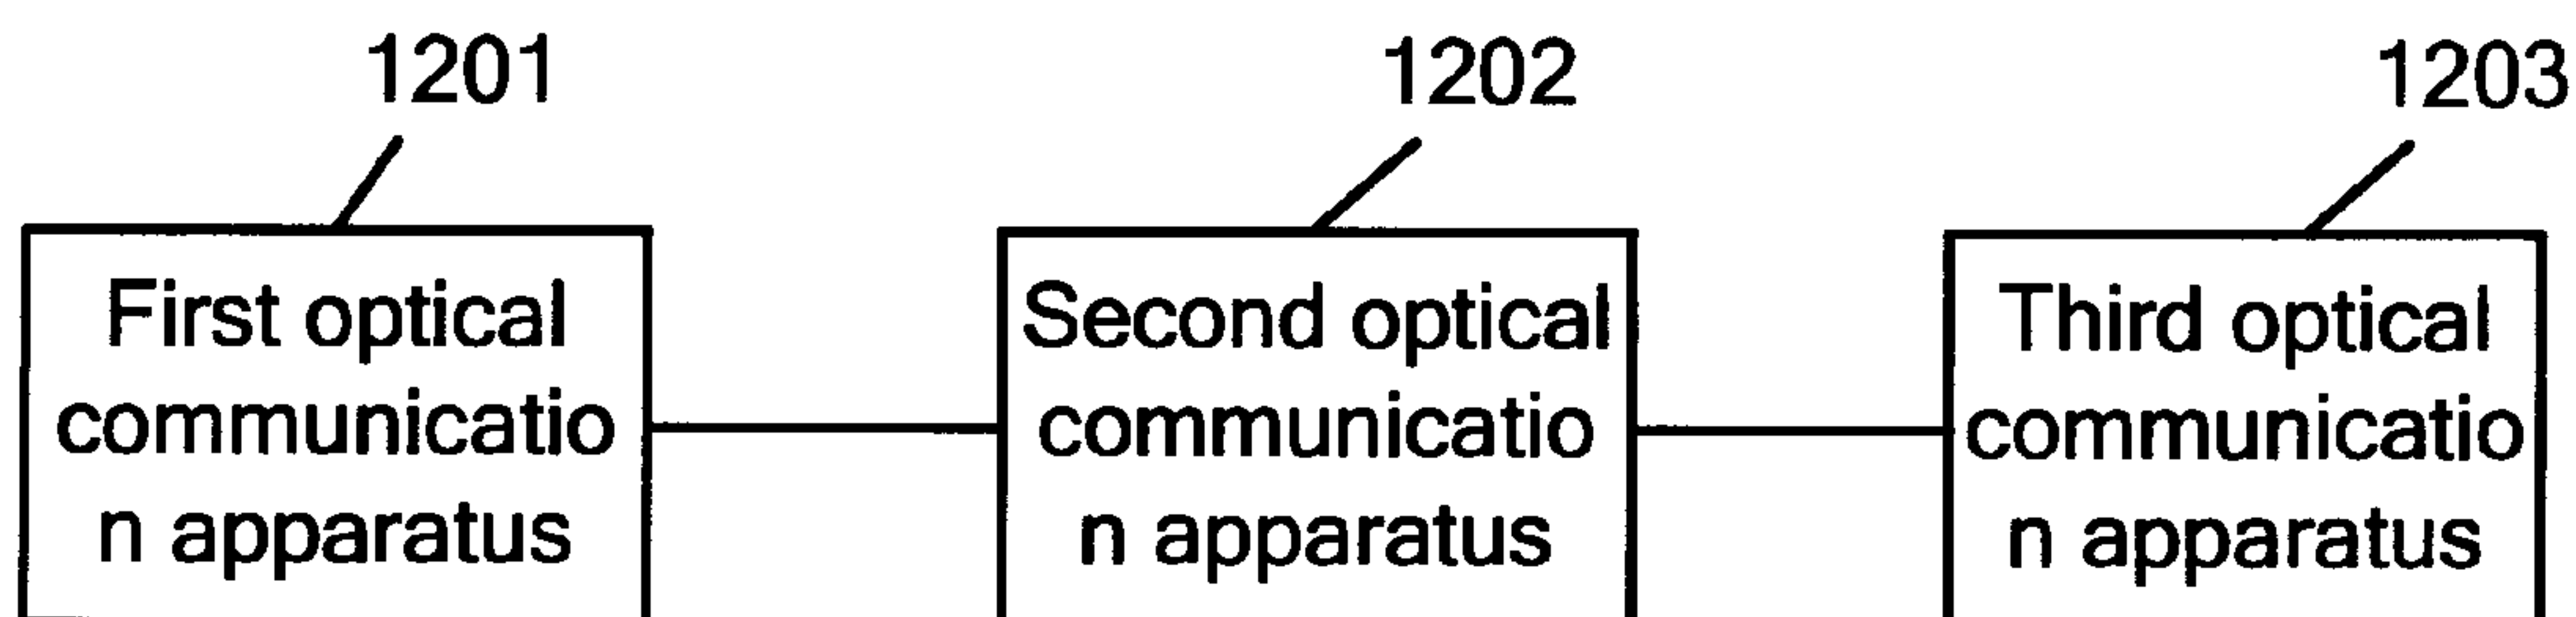 1201
1202
1203
First optical
communicatio
n apparatus
Second optical
communicatio
n apparatus
Third optical
communicatio
n apparatus